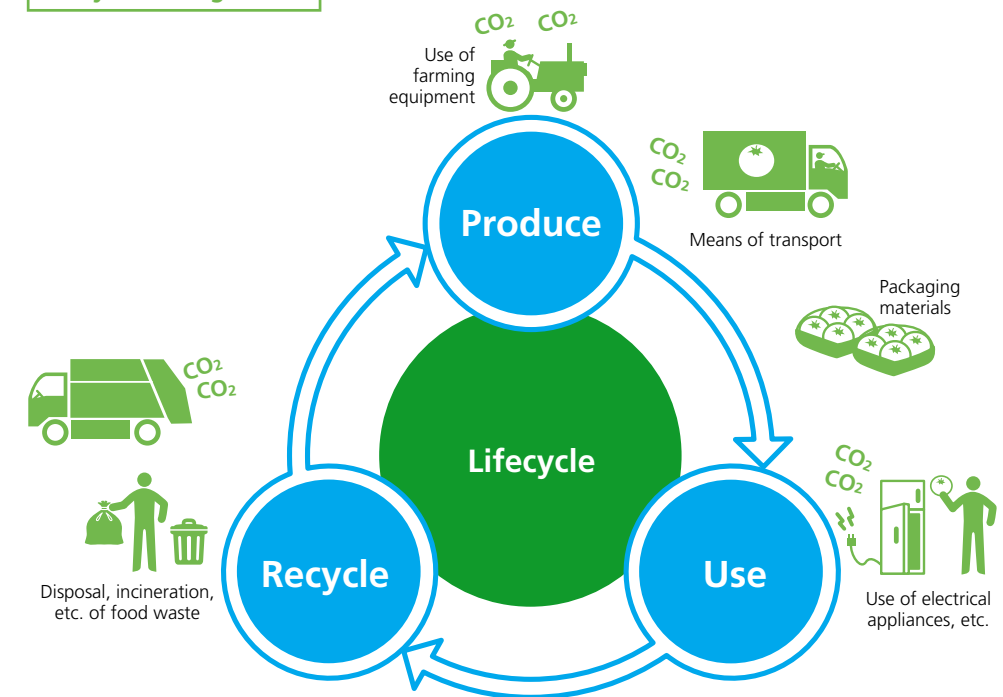 CO₂ CO₂
Use of
farming
equipment
Produce
CO₂
CO₂
Means of transport
Packaging
materials
CO₂
CO₂
Lifecycle
CO₂
CO₂
Use
Use of electrical
appliances, etc.
Recycle
Disposal, incineration,
etc. of food waste